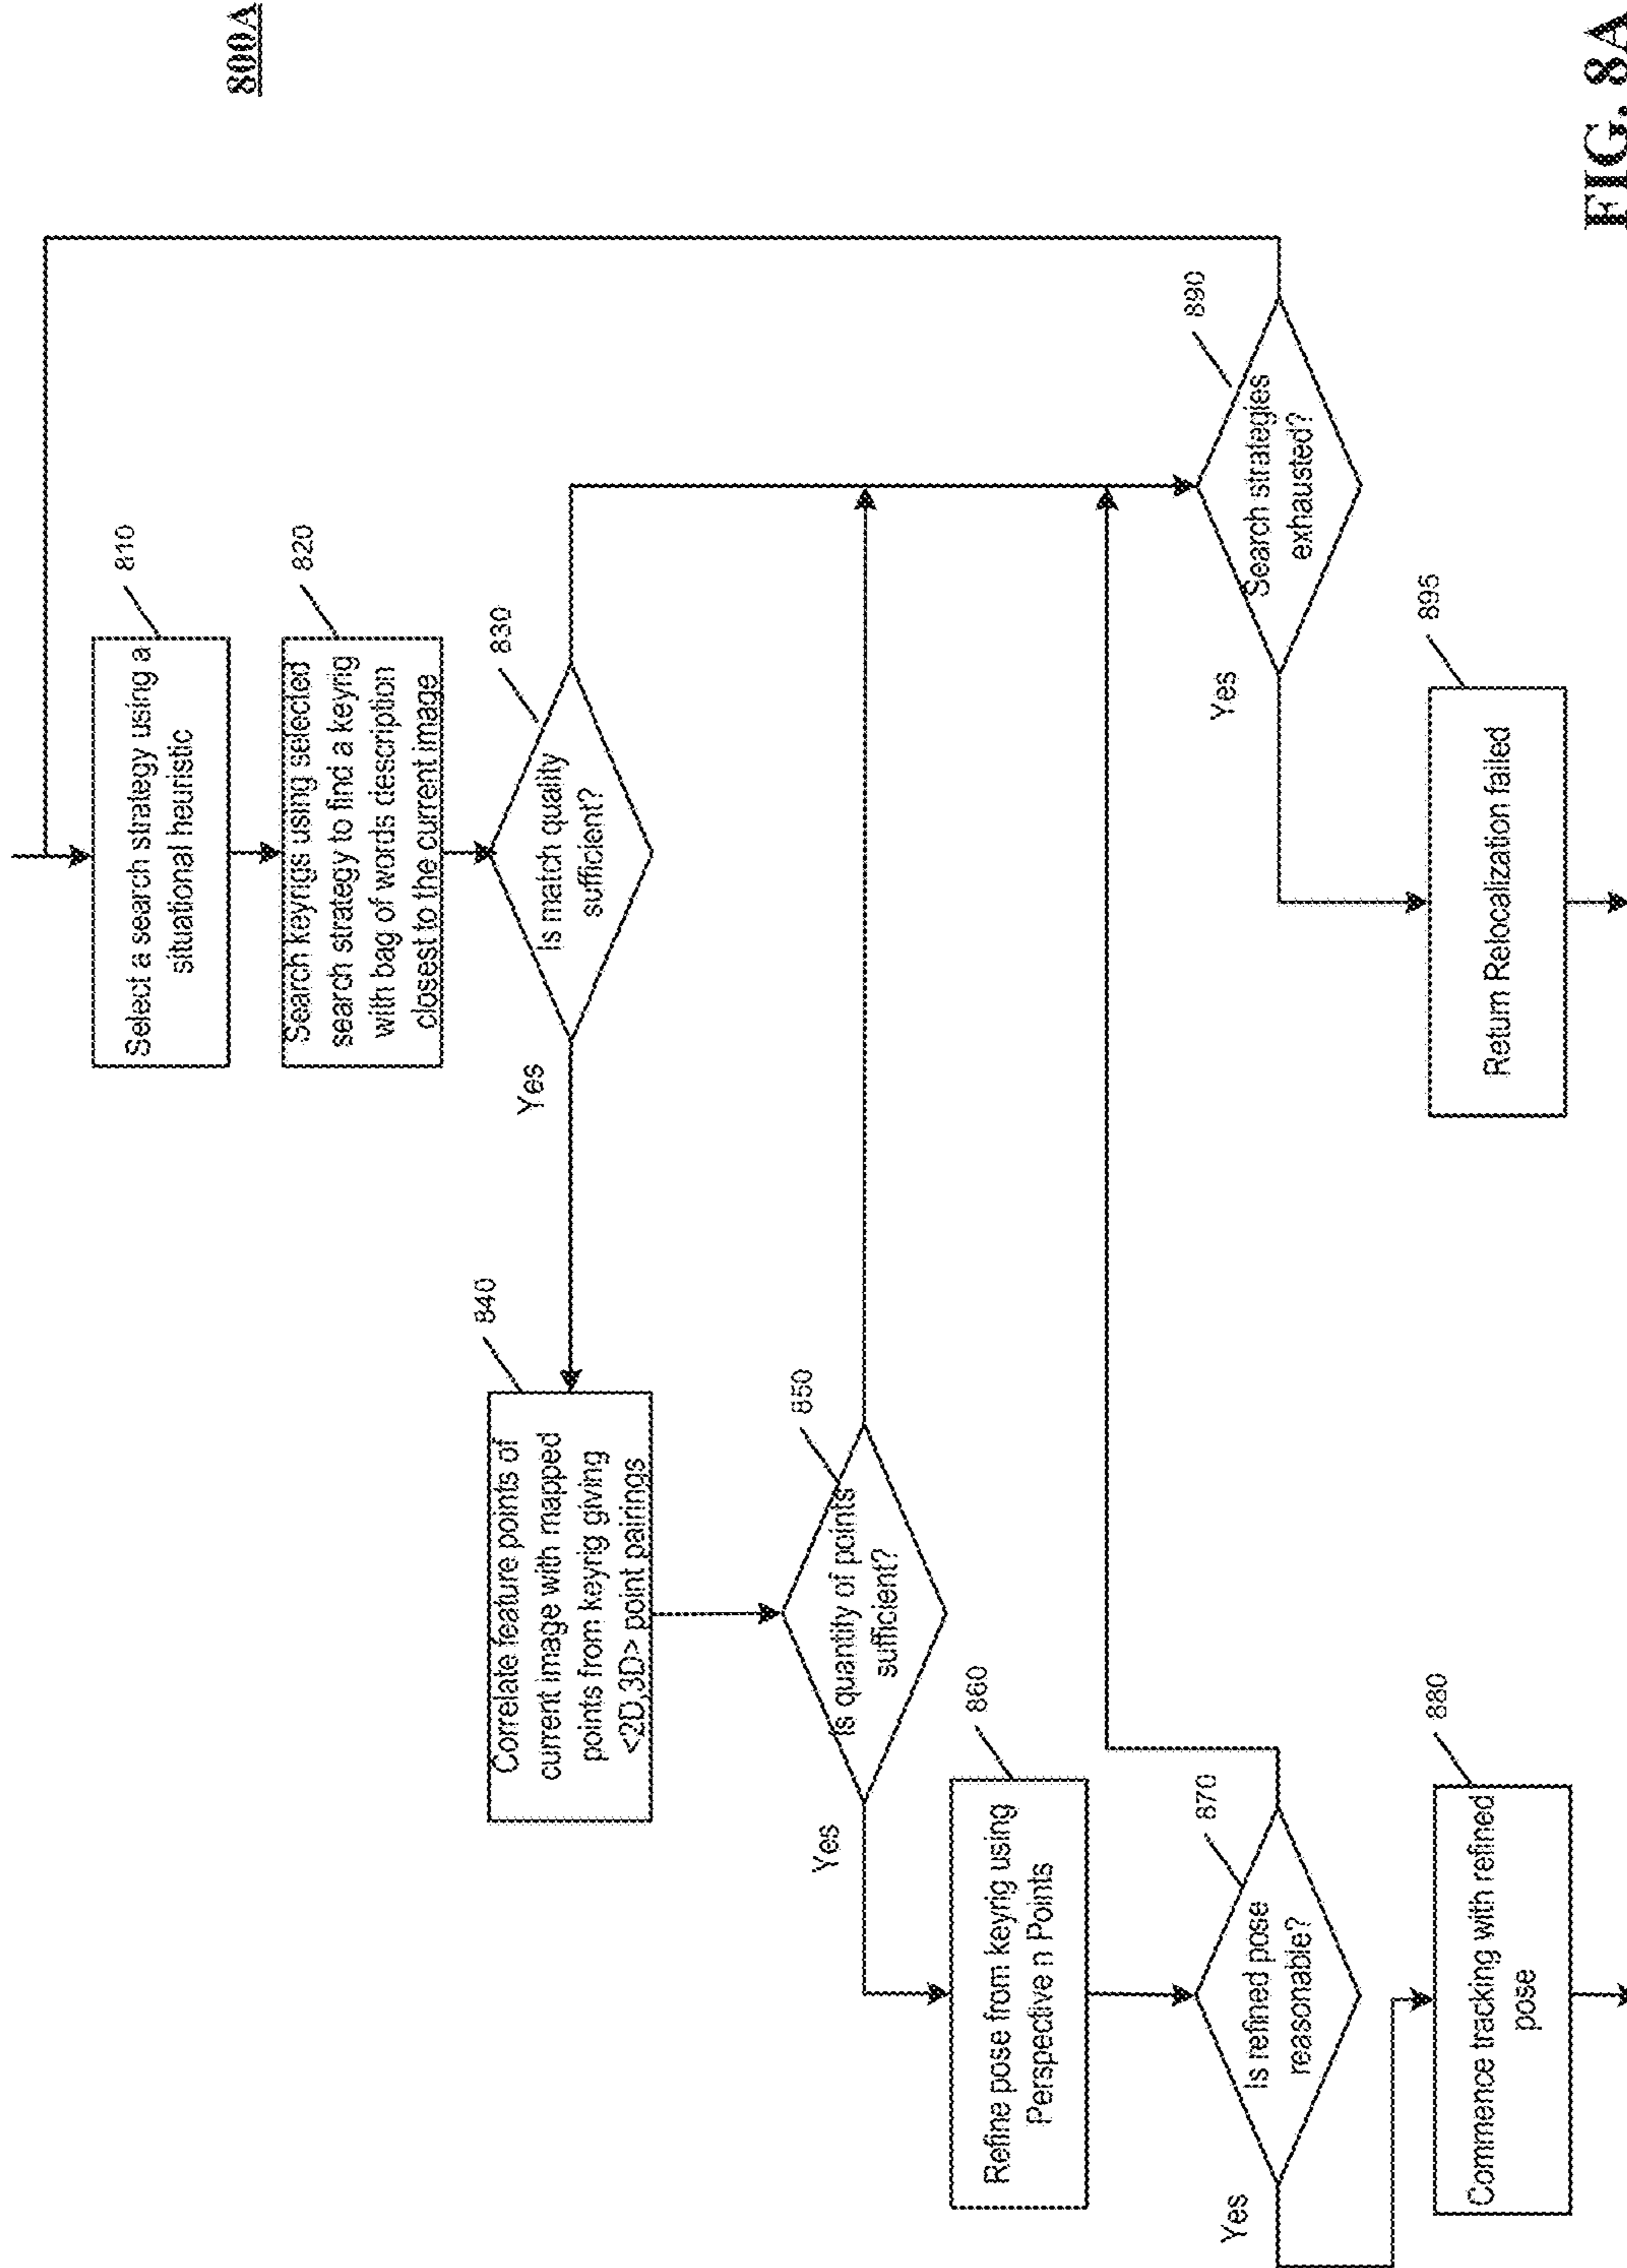 800A
810
Select a search strategy using a
situational heuristic
820
Search keyrigs using selected
search strategy to find a keyrig
with bag of words description
closest to the current image
830
Is match quality
sufficient?
Yes
840
Correlate feature points of
current image with mapped
points from keyrig giving
<2D,3D> point pairings
850
Is quantity of points
sufficient?
Yes
860
Refine pose from keyrig using
Perspective n Points
870
Is refined pose
reasonable?
Yes
880
Commence tracking with refined
pose
890
Search strategies
exhausted?
Yes
895
Return Relocalization failed
FIG. 8A